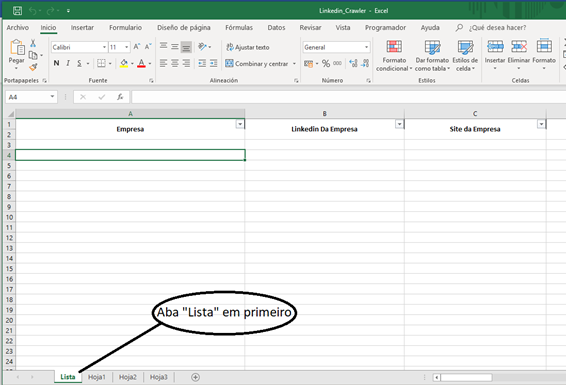 Linkedin_Crawler - Excel
Archivo Inicio Insertar Formulario Diseño de página Fórmulas Datos Revisar Vista Programador Ayuda ¿Qué desea hacer?
Pegar
Calibri 11 A A
N K S A
Ajustar texto
Combinar y centrar
General
% 000
Formato condicional Dar formato como tabla Estilos de celda
Insertar Eliminar Formato
Portapapeles Fuente Alineación Número Estilos Celdas
A4 fx
A B C
1
2 Empresa Linkedin Da Empresa Site da Empresa
3
4
5
6
7
8
9
10
11
12
13
14
15
16
17
18
19
20
21
22
23
24
Aba "Lista" em primeiro
Lista Hoja1 Hoja2 Hoja3